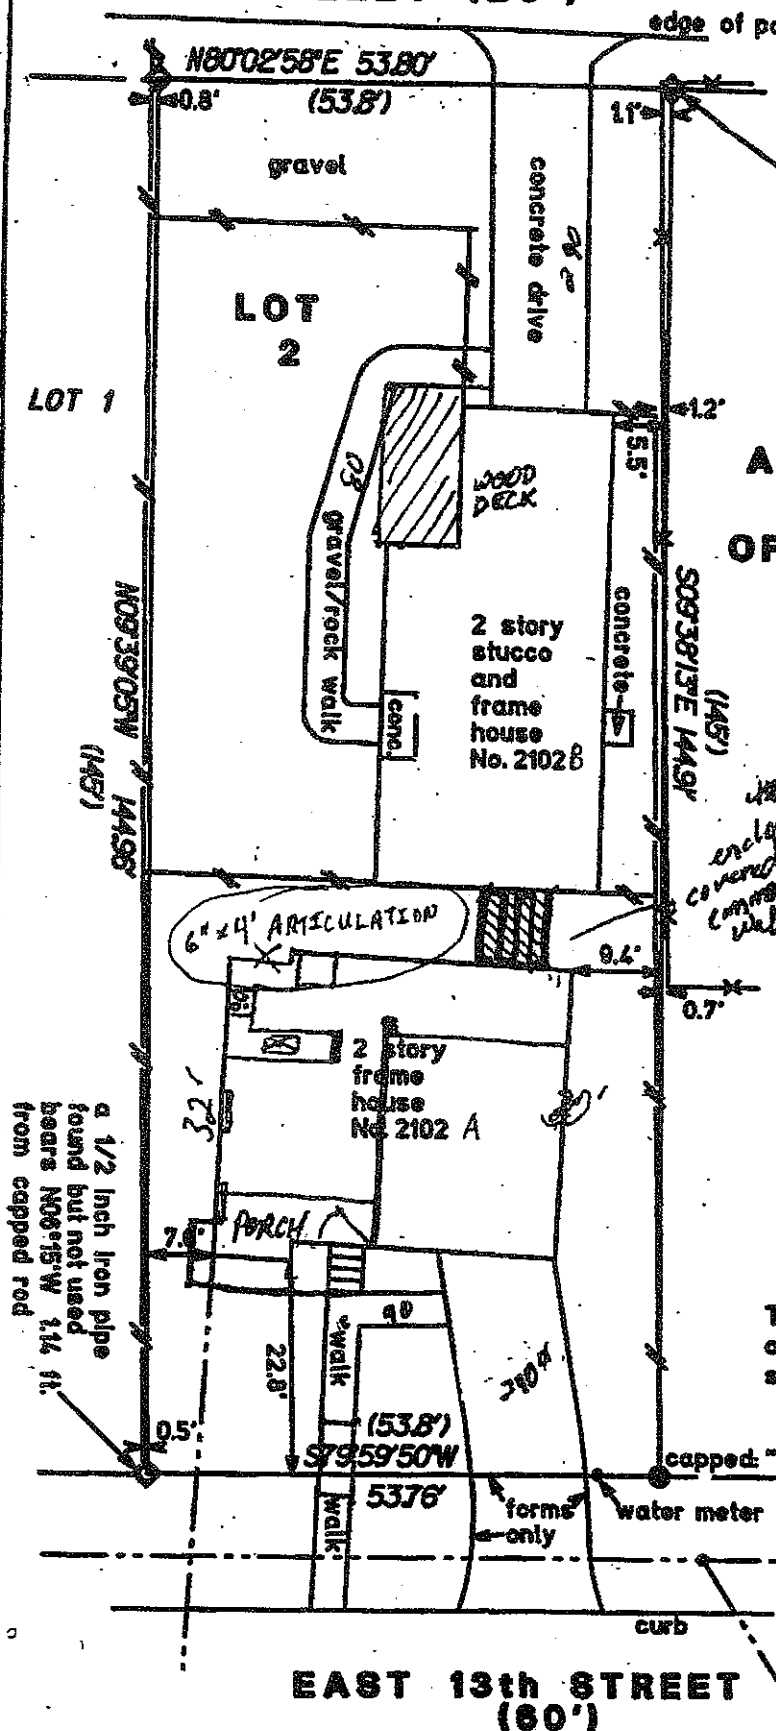 edge of
N80°02'58"E 53.80'
(53.8')
0.8'
1.1'
gravel
concrete drive
LOT
2
LOT 1
1.2'
5.5'
A
OF
WOOD
DECK
gravel/rock walk
concrete
2 story
stucco
and
frame
house
No. 2102 B
conc.
S09°38'13"E 144.91'
(145')
N09°39'05"W 144.96'
(145')
covered
6" x 4' ARTICULATION
9.4'
0.7'
2 story
frame
house
No. 2102 A
32'
a 1/2 inch iron pipe
found but not used
bears N06°15'W 1.14 ft.
from capped rod
PORCH
22.8'
walk
90
0.5'
(53.8')
S79°59'50"W
53.76'
capped: "
forms
only
water meter
walk
curb
EAST 13th STREET
(60')